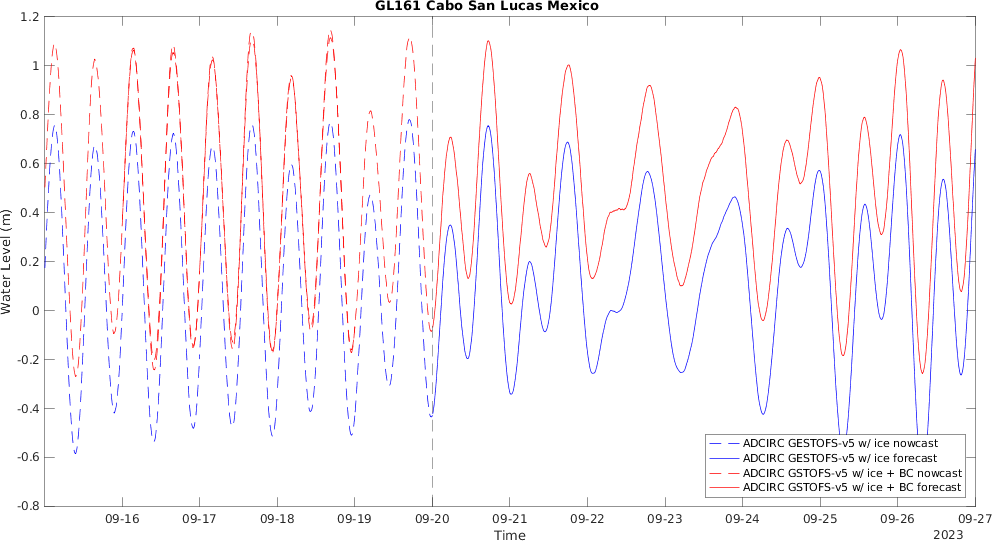 GL161 Cabo San Lucas Mexico
1.2
1
0.8
0.6
0.4
0.2
0
-0.2
-0.4
-0.6
-0.8
Water Level (m)
ADCIRC GESTOFS-v5 w/ ice nowcast
ADCIRC GESTOFS-v5 w/ ice forecast
ADCIRC GSTOFS-v5 w/ ice + BC nowcast
ADCIRC GSTOFS-v5 w/ ice + BC forecast
09-16 09-17 09-18 09-19 09-20 09-21 09-22 09-23 09-24 09-25 09-26 09-27
Time
2023